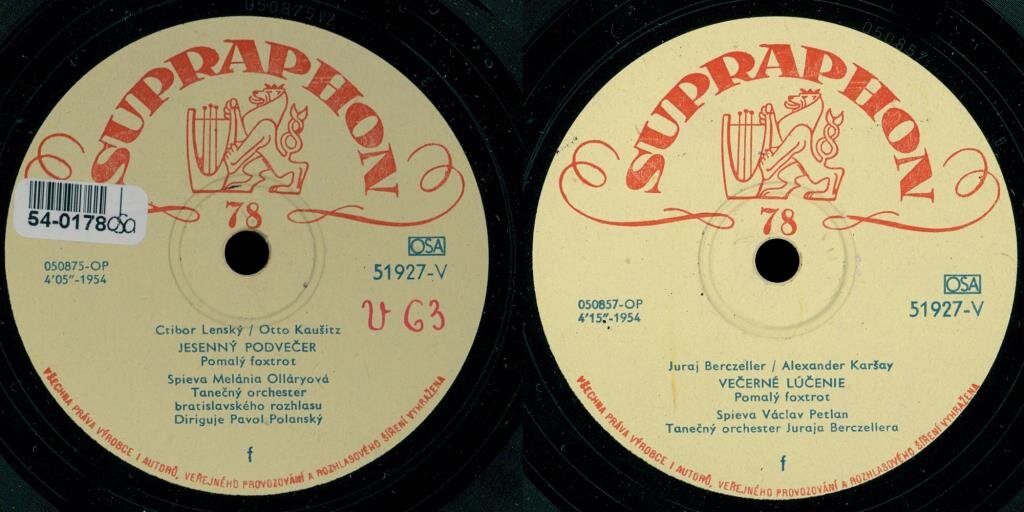 050875VZ
SUPRAPHON
78
54-0178
OSA
050875-OP
4'05"-1954
51927-V
V 63
Ctibor Lenský / Otto Kaušitz
JESENNÝ PODVEČER
Pomalý foxtrot
Spieva Melánia Olláryová
Tanečný orchester
bratislavského rozhlasu
Diriguje Pavol Polanský
f
VŠECHNA PRÁVA VÝROBCE I AUTORŮ, VEŘEJNÉHO PROVOZOVÁNÍ A ROZHLASOVÉHO ŠÍŘENÍ VYHRAŽENA
SUPRAPHON
78
OSA
050857-OP
4'15"-1954
51927-V
Juraj Berczeller / Alexander Karšay
VEČERNÉ LÚČENIE
Pomalý foxtrot
Spieva Václav Petlan
Tanečný orchester Juraja Berczellera
f
VŠECHNA PRÁVA VÝROBCE I AUTORŮ, VEŘEJNÉHO PROVOZOVÁNÍ A ROZHLASOVÉHO ŠÍŘENÍ VYHRAŽENA